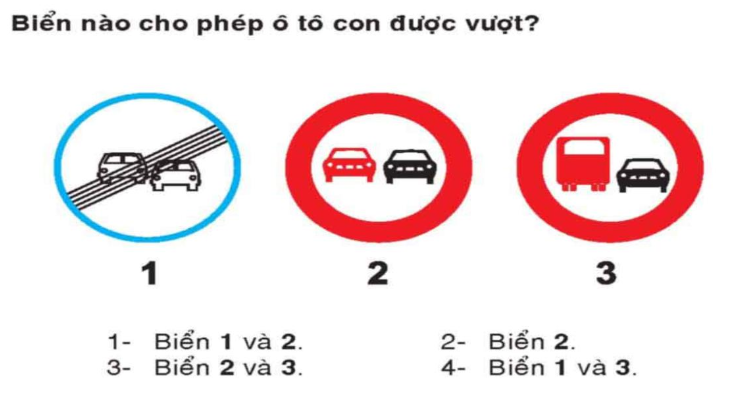 Biển nào cho phép ô tô con được vượt?
1 2 3
1- Biển 1 và 2. 2- Biển 2.
3- Biển 2 và 3. 4- Biển 1 và 3.